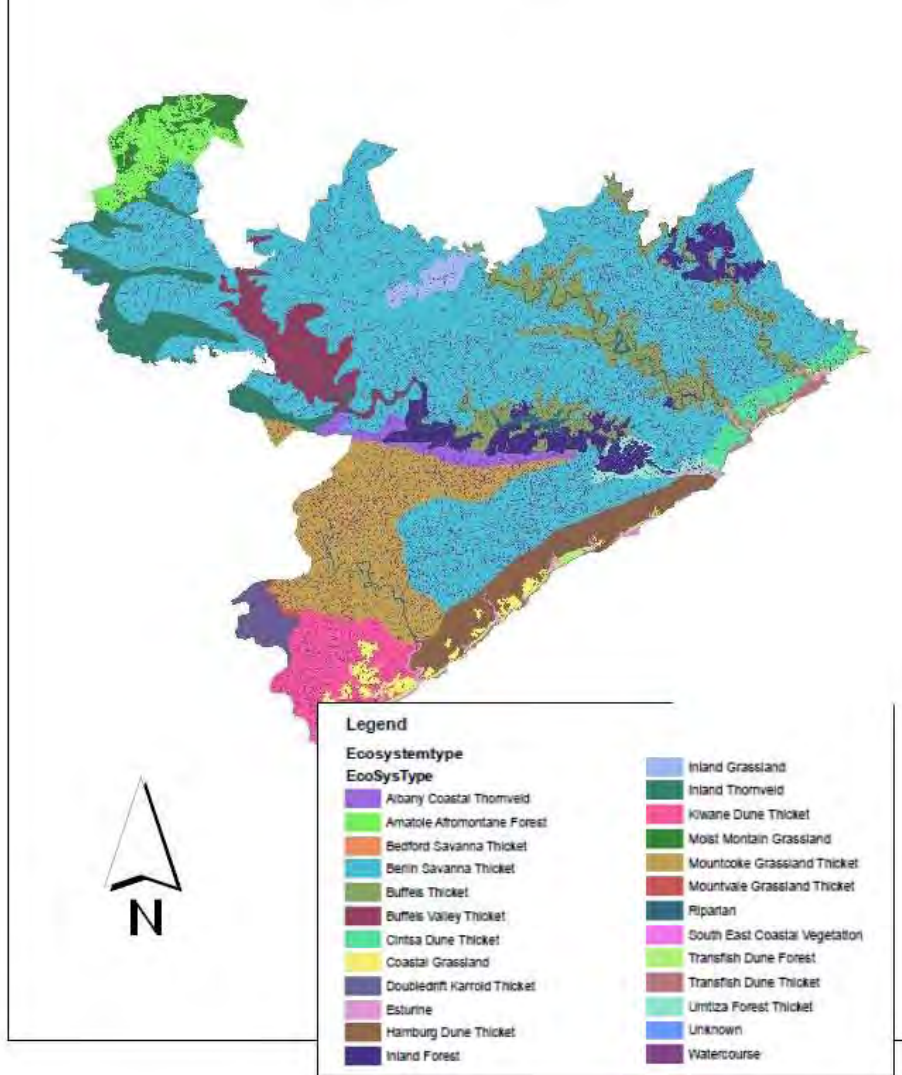 Legend
Ecosystemtype
EcoSysType
Albany Coastal Thornveld
Amatole Afromontane Forest
Bedford Savanna Thicket
Berlin Savanna Thicket
Buffels Thicket
Buffels Valley Thicket
Cintsa Dune Thicket
Coastal Grassland
Doubledrift Karroid Thicket
Esturine
Hamburg Dune Thicket
Inland Forest
Inland Grassland
Inland Thornveld
Kiwane Dune Thicket
Moist Montain Grassland
Mountcoke Grassland Thicket
Mountvale Grassland Thicket
Riparian
South East Coastal Vegetation
Transfish Dune Forest
Transfish Dune Thicket
Umtiza Forest Thicket
Unknown
Watercourse
N